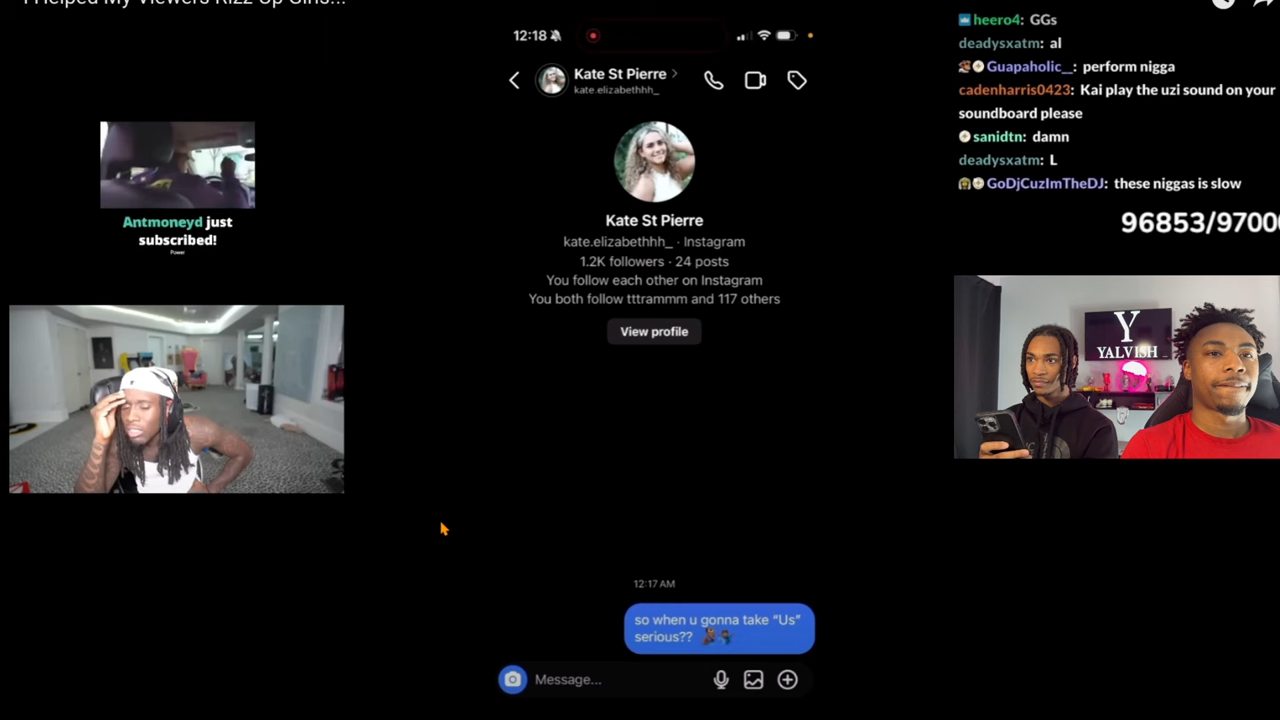 I Helped My Viewers Rizz Up Girls...
12:18
Kate St Pierre
kate.elizabethhh_
Kate St Pierre
kate.elizabethhh_ · Instagram
1.2K followers · 24 posts
You follow each other on Instagram
You both follow tttrammm and 117 others
View profile
12:17 AM
so when u gonna take “Us”
serious??
Message...
Antmoneyd just
subscribed!
Power
heero4: GGs
deadysxatm: al
Guapaholic__: perform nigga
cadenharris0423: Kai play the uzi sound on your
soundboard please
sanidtn: damn
deadysxatm: L
GoDjCuzImTheDJ: these niggas is slow
96853/9700
Y
YALVISH